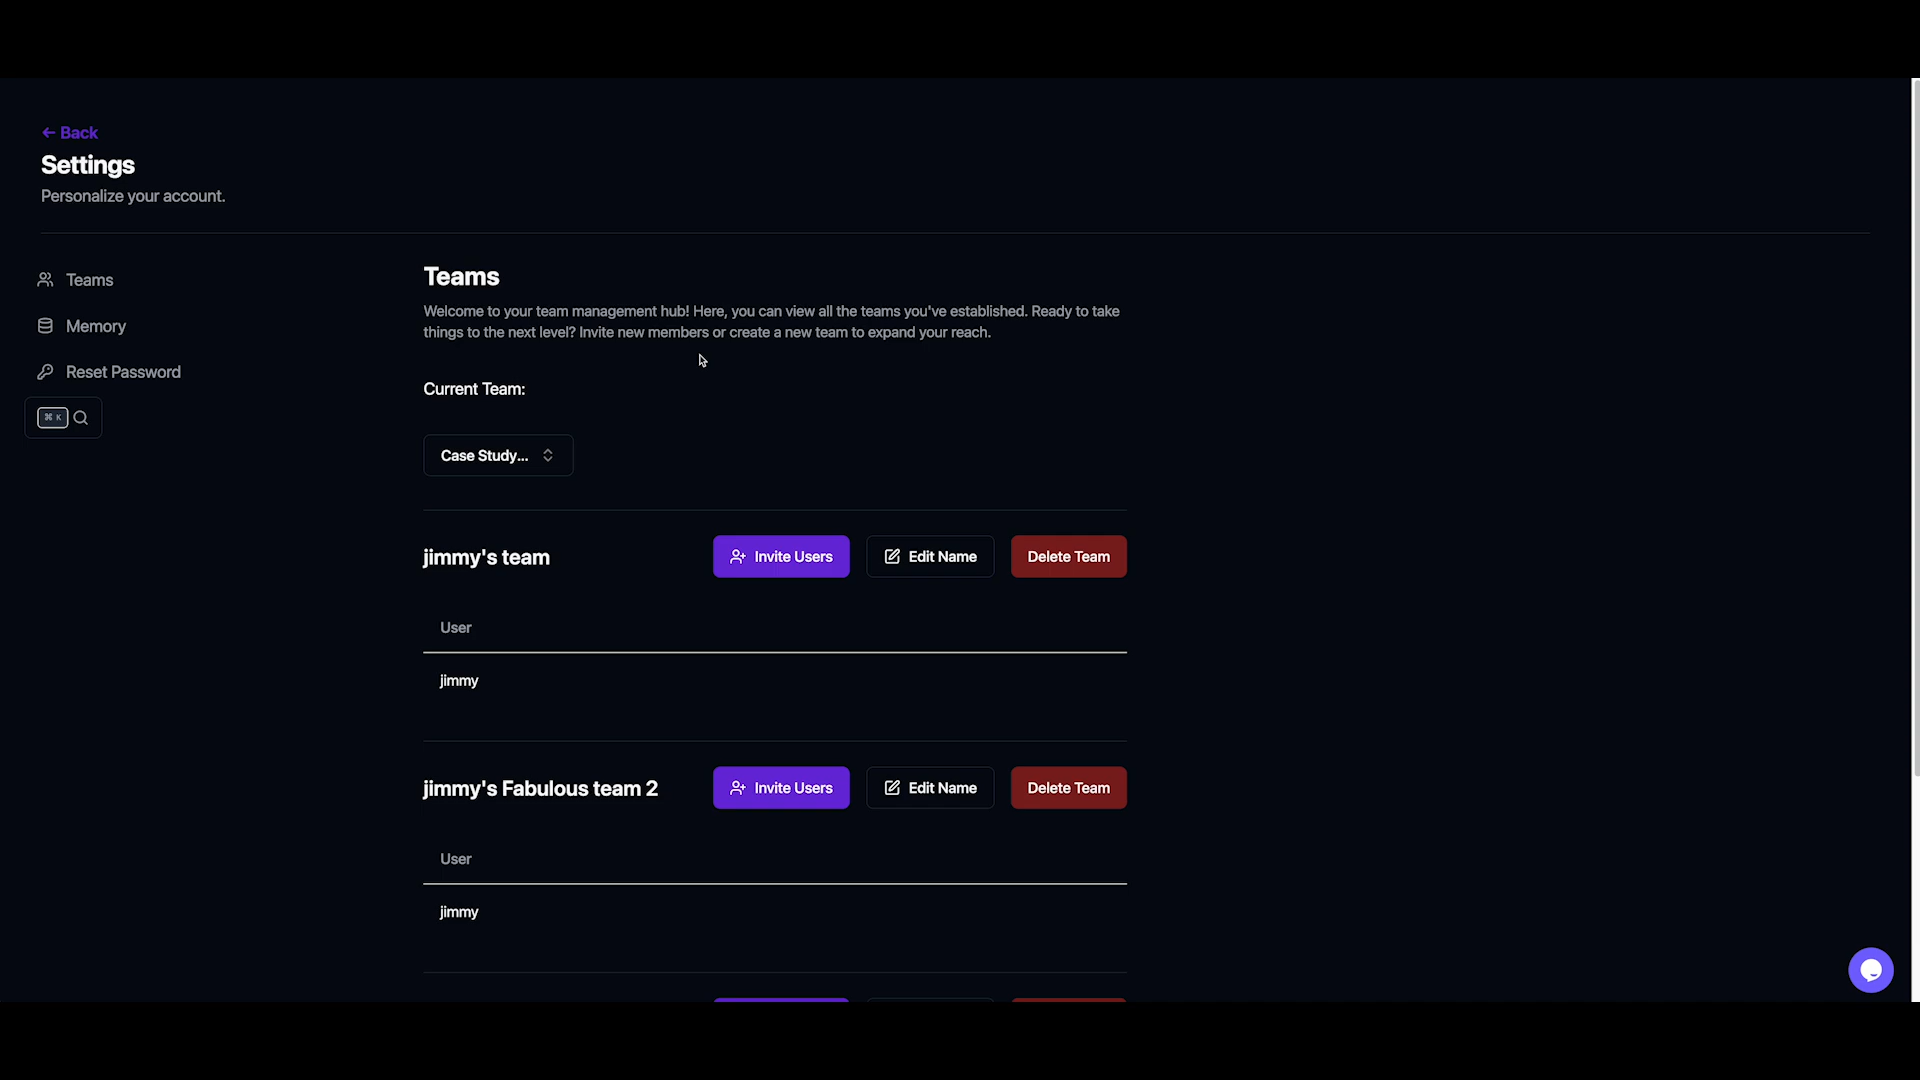 ← Back
Settings
Personalize your account.
Teams
Memory
Reset Password
⌘ K
Teams
Welcome to your team management hub! Here, you can view all the teams you've established. Ready to take
things to the next level? Invite new members or create a new team to expand your reach.
Current Team:
Case Study...
jimmy's team
Invite Users
Edit Name
Delete Team
User
jimmy
jimmy's Fabulous team 2
Invite Users
Edit Name
Delete Team
User
jimmy